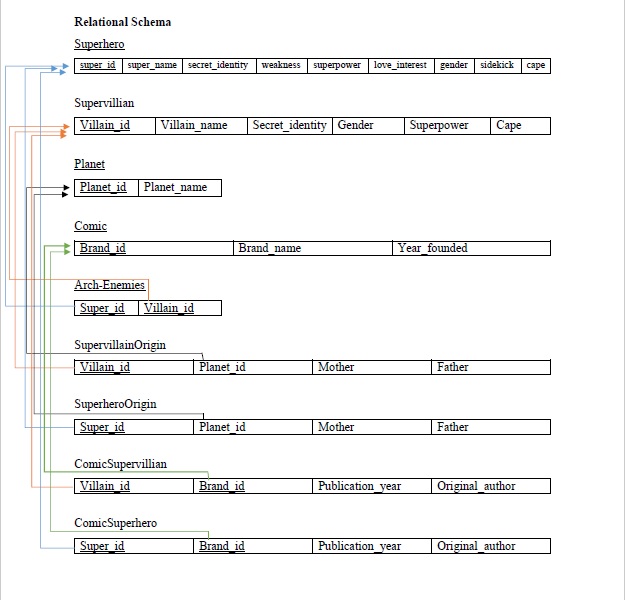 Relational Schema
Superhero
super_id super_name secret_identity weakness superpower love_interest gender sidekick cape
Supervillian
Villain_id Villain_name Secret_identity Gender Superpower Cape
Planet
Planet_id Planet_name
Comic
Brand_id Brand_name Year_founded
Arch-Enemies
Super_id Villain_id
SupervillainOrigin
Villain_id Planet_id Mother Father
SuperheroOrigin
Super_id Planet_id Mother Father
ComicSupervillian
Villain_id Brand_id Publication_year Original_author
ComicSuperhero
Super_id Brand_id Publication_year Original_author